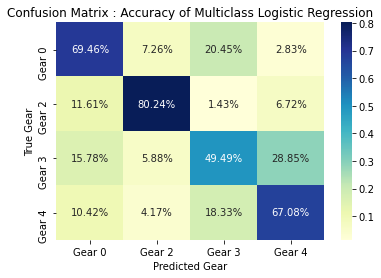 Confusion Matrix : Accuracy of Multiclass Logistic Regression
Gear 0
69.46% 7.26% 20.45% 2.83%
Gear 2
11.61% 80.24% 1.43% 6.72%
Gear 3
15.78% 5.88% 49.49% 28.85%
Gear 4
10.42% 4.17% 18.33% 67.08%
True Gear
Gear 0 Gear 2 Gear 3 Gear 4
Predicted Gear
0.8
0.7
0.6
0.5
0.4
0.3
0.2
0.1